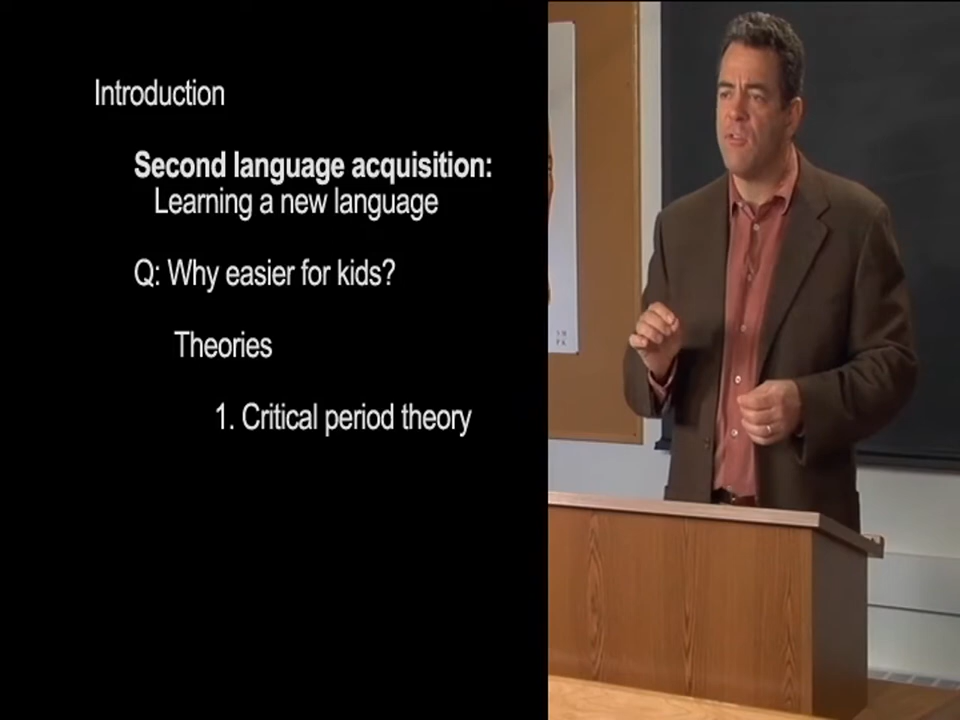 Introduction
Second language acquisition:
Learning a new language
Q: Why easier for kids?
Theories
1. Critical period theory